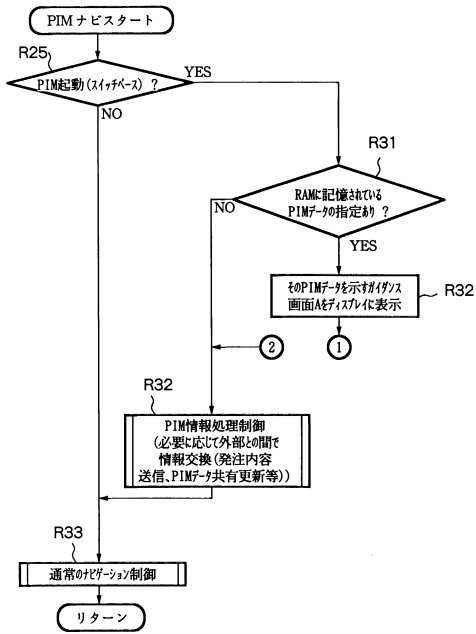 PIMナビスタート
R25
PIM起動(スイッチベース)?
YES
NO
R31
RAMに記憶されている
PIMデータの指定あり?
NO
YES
そのPIMデータを示すガイダンス
画面Aをディスプレイに表示
R32
2
1
R32
PIM情報処理制御
(必要に応じて外部との間で
情報交換(発注内容
送信、PIMデータ共有更新等))
R33
通常のナビゲーション制御
リターン